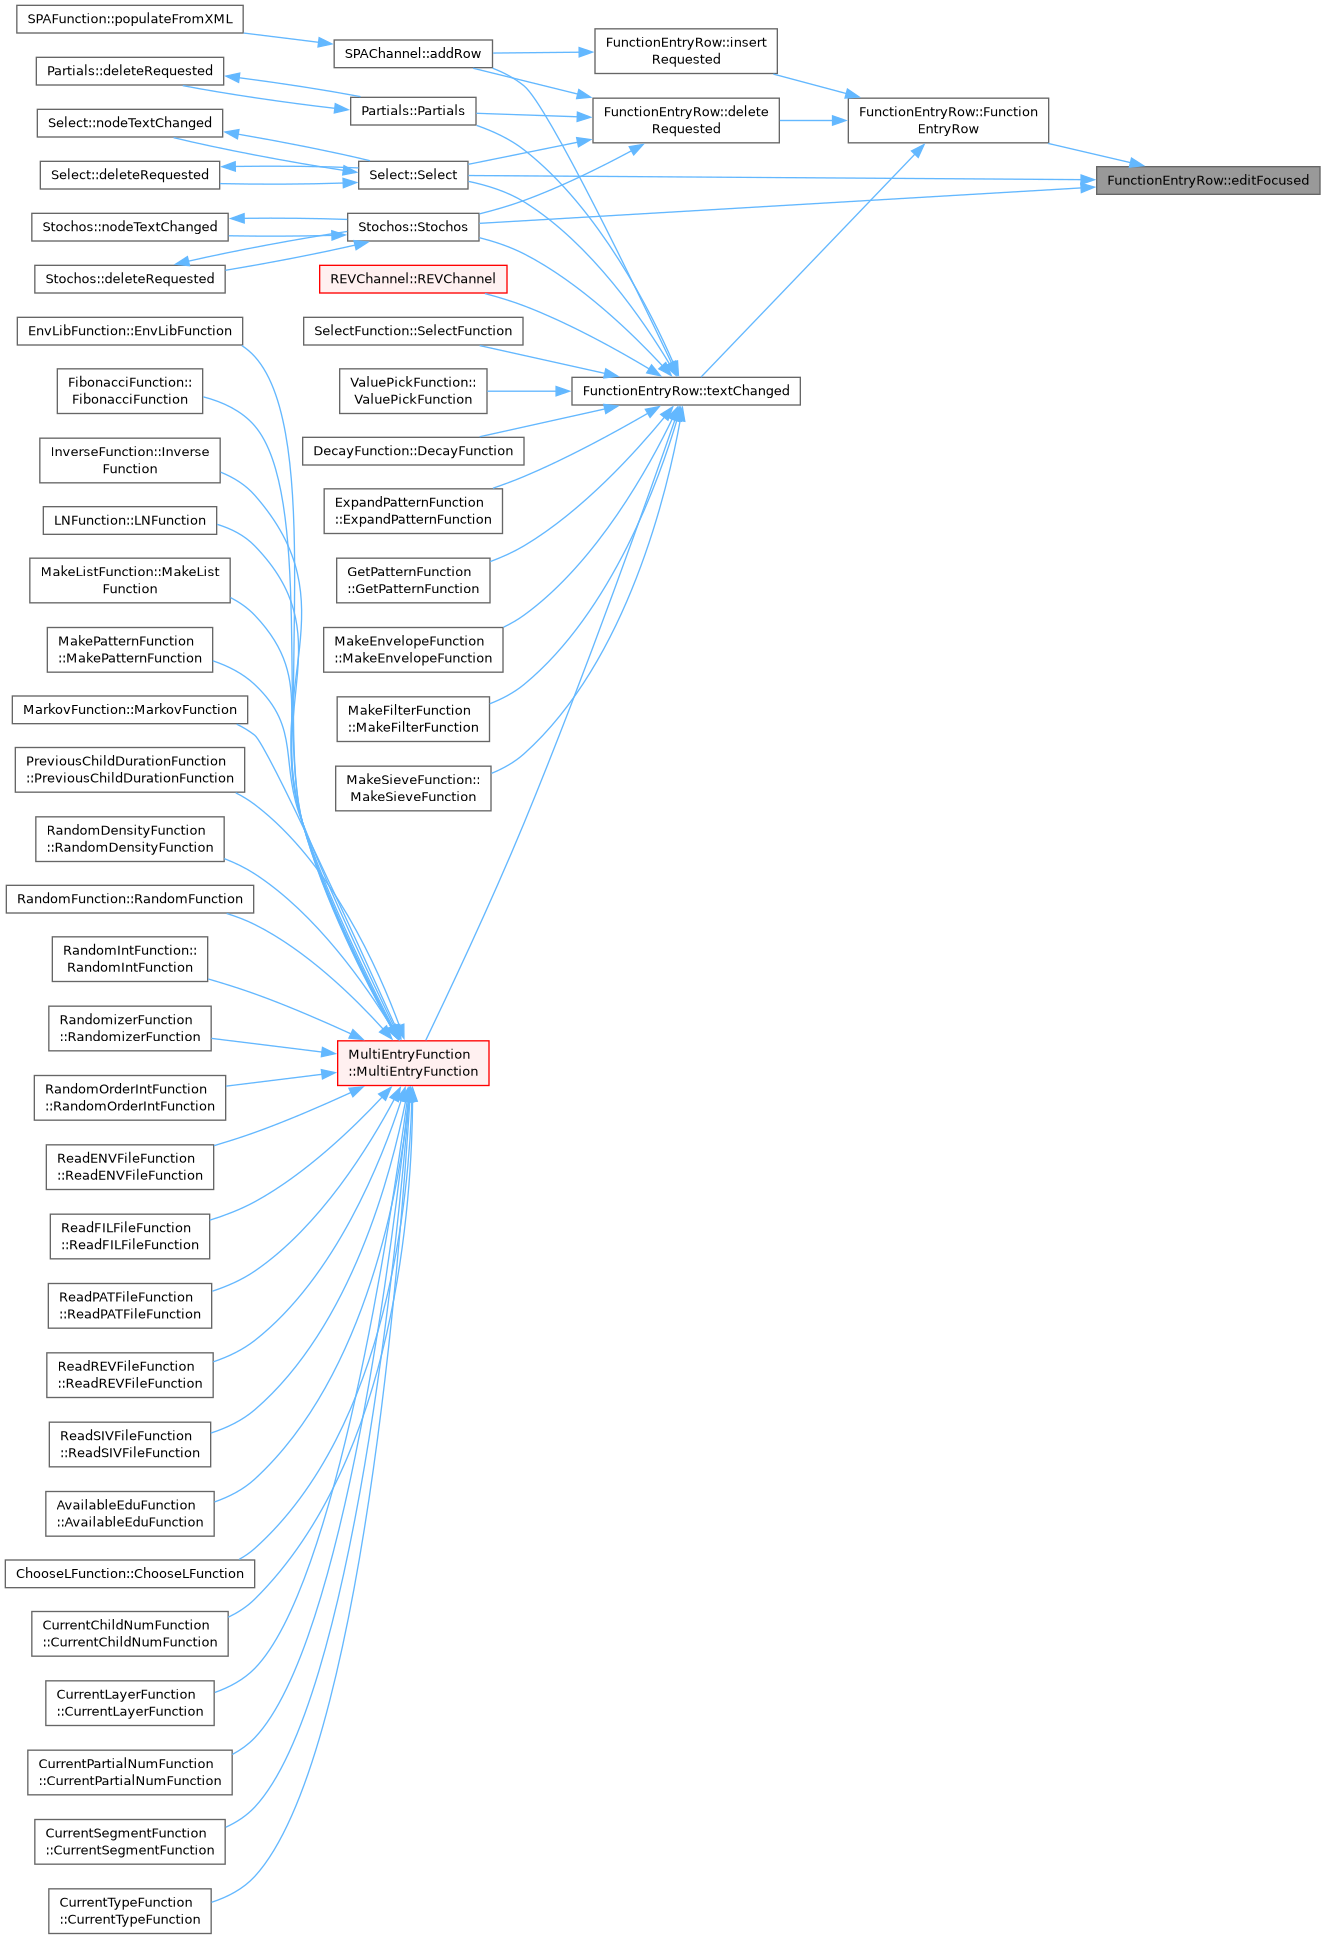 SPAFunction::populateFromXML
Partials::deleteRequested
Select::nodeTextChanged
Select::deleteRequested
Stochos::nodeTextChanged
Stochos::deleteRequested
EnvLibFunction::EnvLibFunction
FibonacciFunction::
FibonacciFunction
InverseFunction::Inverse
Function
LNFunction::LNFunction
MakeListFunction::MakeList
Function
MakePatternFunction
::MakePatternFunction
MarkovFunction::MarkovFunction
PreviousChildDurationFunction
::PreviousChildDurationFunction
RandomDensityFunction
::RandomDensityFunction
RandomFunction::RandomFunction
RandomIntFunction::
RandomIntFunction
RandomizerFunction
::RandomizerFunction
RandomOrderIntFunction
::RandomOrderIntFunction
ReadENVFileFunction
::ReadENVFileFunction
ReadFILFileFunction
::ReadFILFileFunction
ReadPATFileFunction
::ReadPATFileFunction
ReadREVFileFunction
::ReadREVFileFunction
ReadSIVFileFunction
::ReadSIVFileFunction
AvailableEduFunction
::AvailableEduFunction
ChooseLFunction::ChooseLFunction
CurrentChildNumFunction
::CurrentChildNumFunction
CurrentLayerFunction
::CurrentLayerFunction
CurrentPartialNumFunction
::CurrentPartialNumFunction
CurrentSegmentFunction
::CurrentSegmentFunction
CurrentTypeFunction
::CurrentTypeFunction
SPAChannel::addRow
Partials::Partials
Select::Select
Stochos::Stochos
REVChannel::REVChannel
SelectFunction::SelectFunction
ValuePickFunction::
ValuePickFunction
DecayFunction::DecayFunction
ExpandPatternFunction
::ExpandPatternFunction
GetPatternFunction
::GetPatternFunction
MakeEnvelopeFunction
::MakeEnvelopeFunction
MakeFilterFunction
::MakeFilterFunction
MakeSieveFunction::
MakeSieveFunction
MultiEntryFunction
::MultiEntryFunction
FunctionEntryRow::insert
Requested
FunctionEntryRow::delete
Requested
FunctionEntryRow::textChanged
FunctionEntryRow::Function
EntryRow
FunctionEntryRow::editFocused